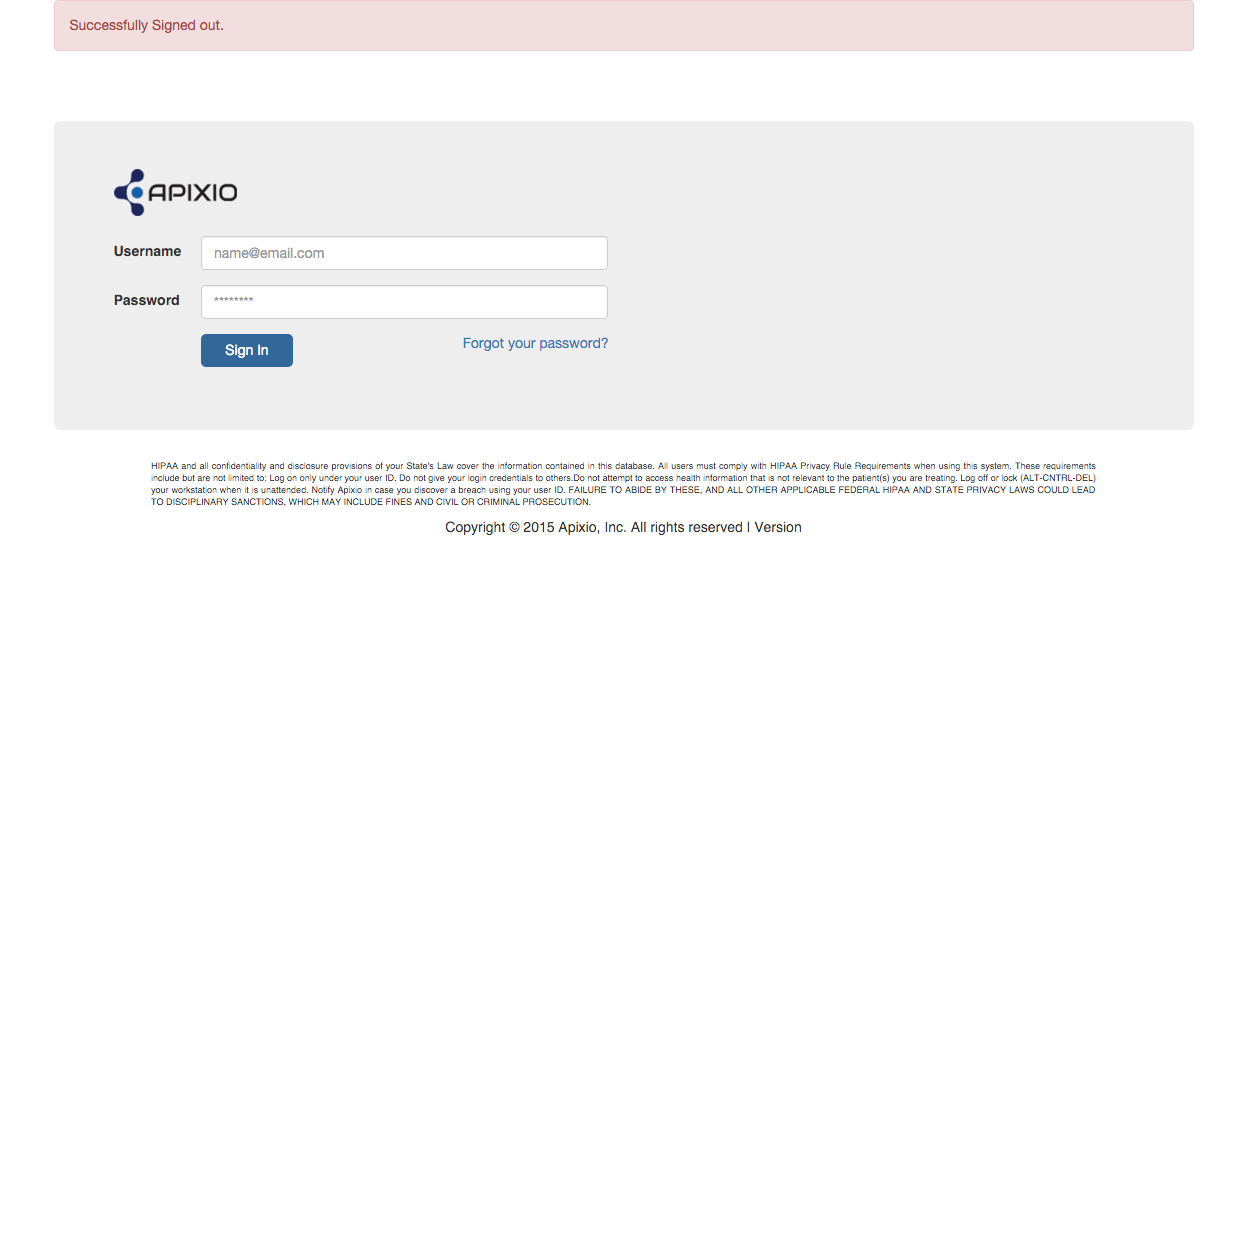 Successfully Signed out.
APIXIO
Username
name@email.com
Password
********
Sign In
Forgot your password?
HIPAA and all confidentiality and disclosure provisions of your State's Law cover the information contained in this database. All users must comply with HIPAA Privacy Rule Requirements when using this system. These requirements
include but are not limited to: Log on only under your user ID. Do not give your login credentials to others.Do not attempt to access health information that is not relevant to the patient(s) you are treating. Log off or lock (ALT-CNTRL-DEL)
your workstation when it is unattended. Notify Apixio in case you discover a breach using your user ID. FAILURE TO ABIDE BY THESE, AND ALL OTHER APPLICABLE FEDERAL HIPAA AND STATE PRIVACY LAWS COULD LEAD
TO DISCIPLINARY SANCTIONS, WHICH MAY INCLUDE FINES AND CIVIL OR CRIMINAL PROSECUTION.
Copyright © 2015 Apixio, Inc. All rights reserved | Version